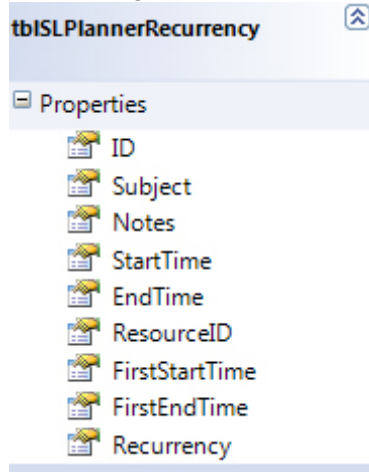 tblSLPlannerRecurrency
Properties
ID
Subject
Notes
StartTime
EndTime
ResourceID
FirstStartTime
FirstEndTime
Recurrency